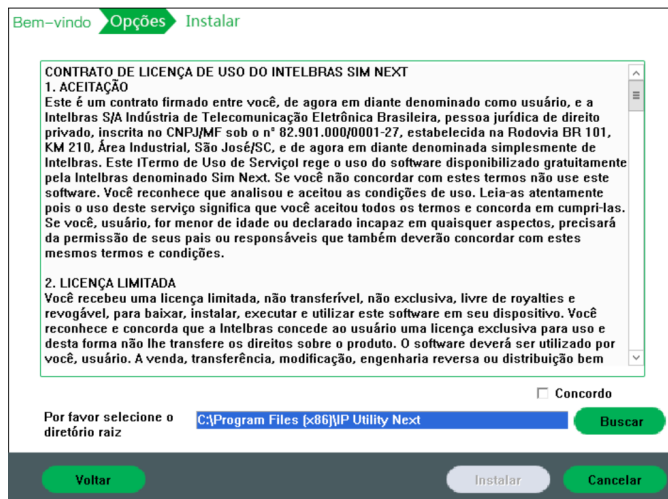 Bem-vindo Opções Instalar
CONTRATO DE LICENÇA DE USO DO INTELBRAS SIM NEXT
1. ACEITAÇÃO
Este é um contrato firmado entre você, de agora em diante denominado como usuário, e a
Intelbras S/A Indústria de Telecomunicação Eletrônica Brasileira, pessoa jurídica de direito
privado, inscrita no CNPJ/MF sob o n° 82.901.000/0001-27, estabelecida na Rodovia BR 101,
KM 210, Área Industrial, São José/SC, e de agora em diante denominada simplesmente de
Intelbras. Este lTermo de Uso de Serviçol rege o uso do software disponibilizado gratuitamente
pela Intelbras denominado Sim Next. Se você não concordar com estes termos não use este
software. Você reconhece que analisou e aceitou as condições de uso. Leia-as atentamente
pois o uso deste serviço significa que você aceitou todos os termos e concorda em cumpri-las.
Se você, usuário, for menor de idade ou declarado incapaz em quaisquer aspectos, precisará
da permissão de seus pais ou responsáveis que também deverão concordar com estes
mesmos termos e condições.
2. LICENÇA LIMITADA
Você recebeu uma licença limitada, não transferível, não exclusiva, livre de royalties e
revogável, para baixar, instalar, executar e utilizar este software em seu dispositivo. Você
reconhece e concorda que a Intelbras concede ao usuário uma licença exclusiva para uso e
desta forma não lhe transfere os direitos sobre o produto. O software deverá ser utilizado por
você, usuário. A venda, transferência, modificação, engenharia reversa ou distribuição bem
Concordo
Por favor selecione o
diretório raiz
C:\Program Files (x86)\IP Utility Next
Buscar
Voltar Instalar Cancelar